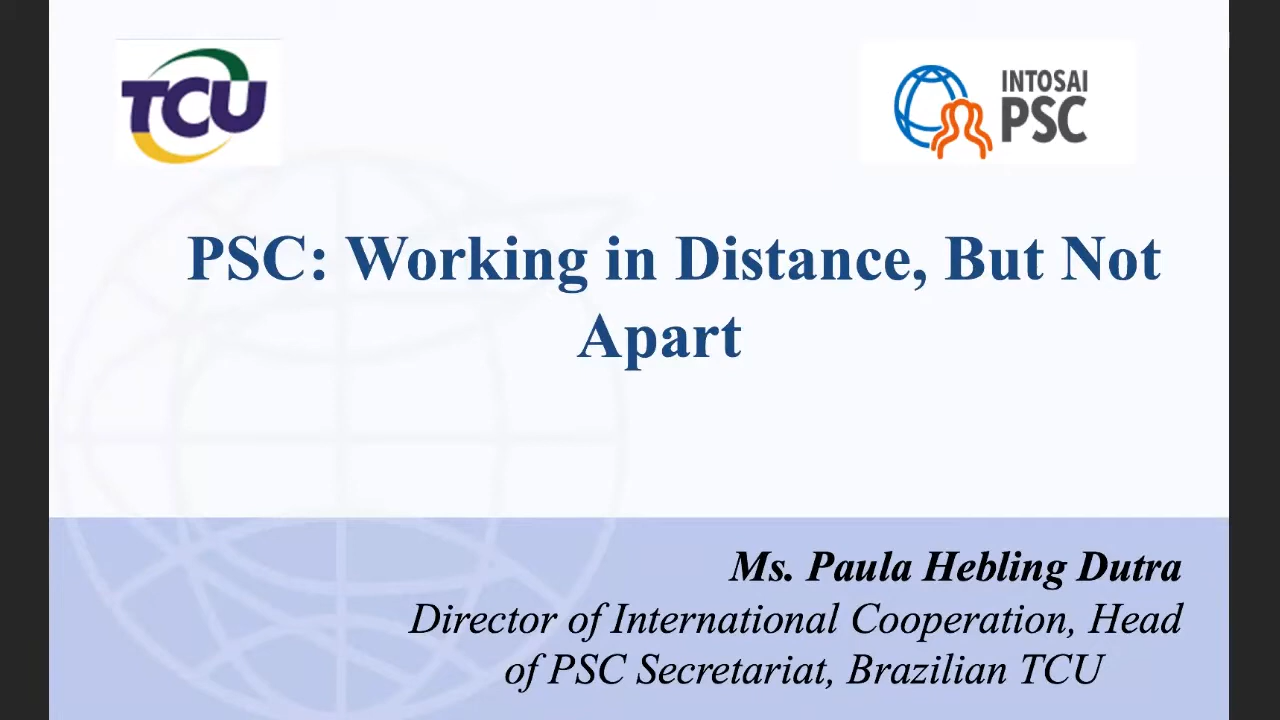 TCU
INTOSAI
PSC
PSC: Working in Distance, But Not
Apart
Ms. Paula Hebling Dutra
Director of International Cooperation, Head
of PSC Secretariat, Brazilian TCU